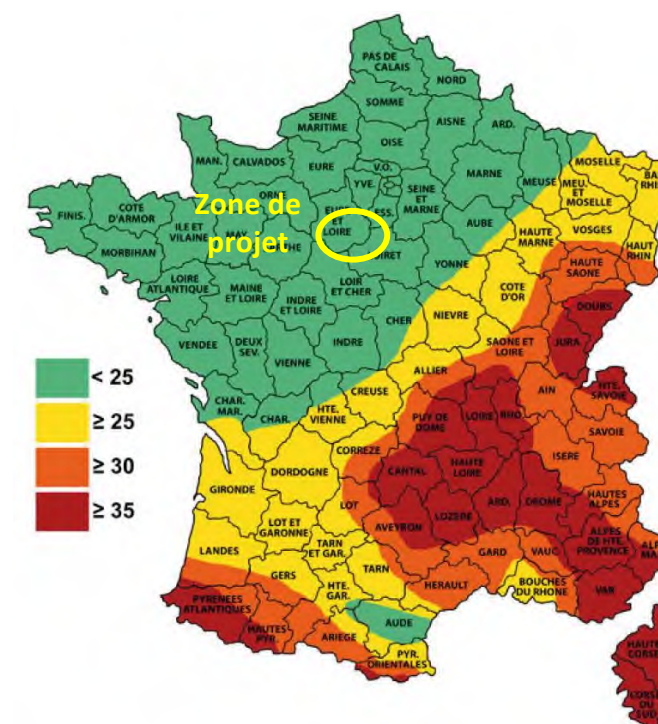 PAS DE
CALAIS
NORD
SOMME
SEINE
MARITIME
AISNE
ARD.
OISE
MAN.
CALVADOS
EURE
V.O.
YVE.
ESS.
SEINE
ET
MARNE
MARNE
MEUSE
MOSELLE
MEU.
ET
MOSELLE
BA
RHI
FINIS.
COTE
D'ARMOR
MORBIHAN
ILE ET
VILAINE
Zone de
projet
LOIRE
AUBE
HAUTE
MARNE
VOSGES
HAUT
RHIN
LOIRE
ATLANTIQUE
MAINE
ET LOIRE
INDRE
ET LOIRE
LOIR
ET CHER
YONNE
COTE
D'OR
HAUTE
SAONE
DOUBS
JURA
VENDEE
DEUX
SEV.
VIENNE
INDRE
CHER
NIEVRE
SAONE ET
LOIRE
< 25
≥ 25
≥ 30
≥ 35
CHAR.
MAR.
CHAR.
HTE.
VIENNE
CREUSE
ALLIER
PUY DE
DOME
LOIRE
RHO.
AIN
HTE.
SAVOIE
SAVOIE
ISERE
GIRONDE
DORDOGNE
CORREZE
CANTAL
HAUTE
LOIRE
ARD.
DROME
HAUTES
ALPES
LOT
LOT ET
GARONNE
AVEYRON
LOZERE
ALPES
DE HTE.
PROVENCE
LANDES
TARN
ET GAR.
TARN
GARD
VAUC.
GERS
HTE.
GAR.
HERAULT
BOUCHES
DU RHONE
VAR
PYRENEES
ATLANTIQUES
HAUTES
PYR.
ARIEGE
AUDE
PYR.
ORIENTALES
HAUTE
CORSE
CORSE
DU
SUD